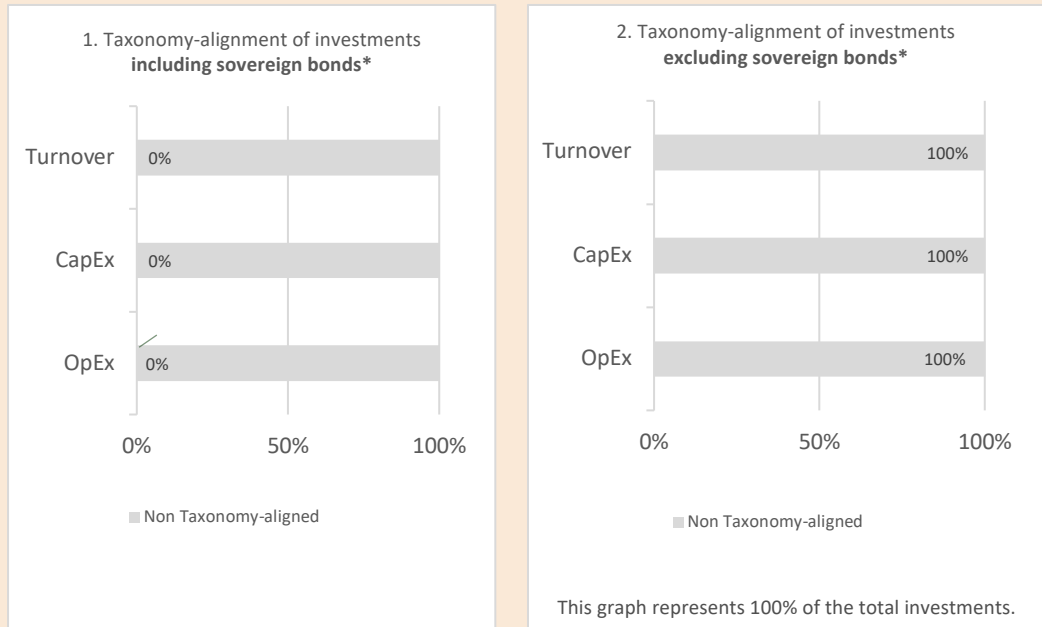 1. Taxonomy-alignment of investments
including sovereign bonds*
Turnover
0%
CapEx
0%
OpEx
0%
0%
50%
100%
Non Taxonomy-aligned
2. Taxonomy-alignment of investments
excluding sovereign bonds*
Turnover
100%
CapEx
100%
OpEx
100%
0%
50%
100%
Non Taxonomy-aligned
This graph represents 100% of the total investments.